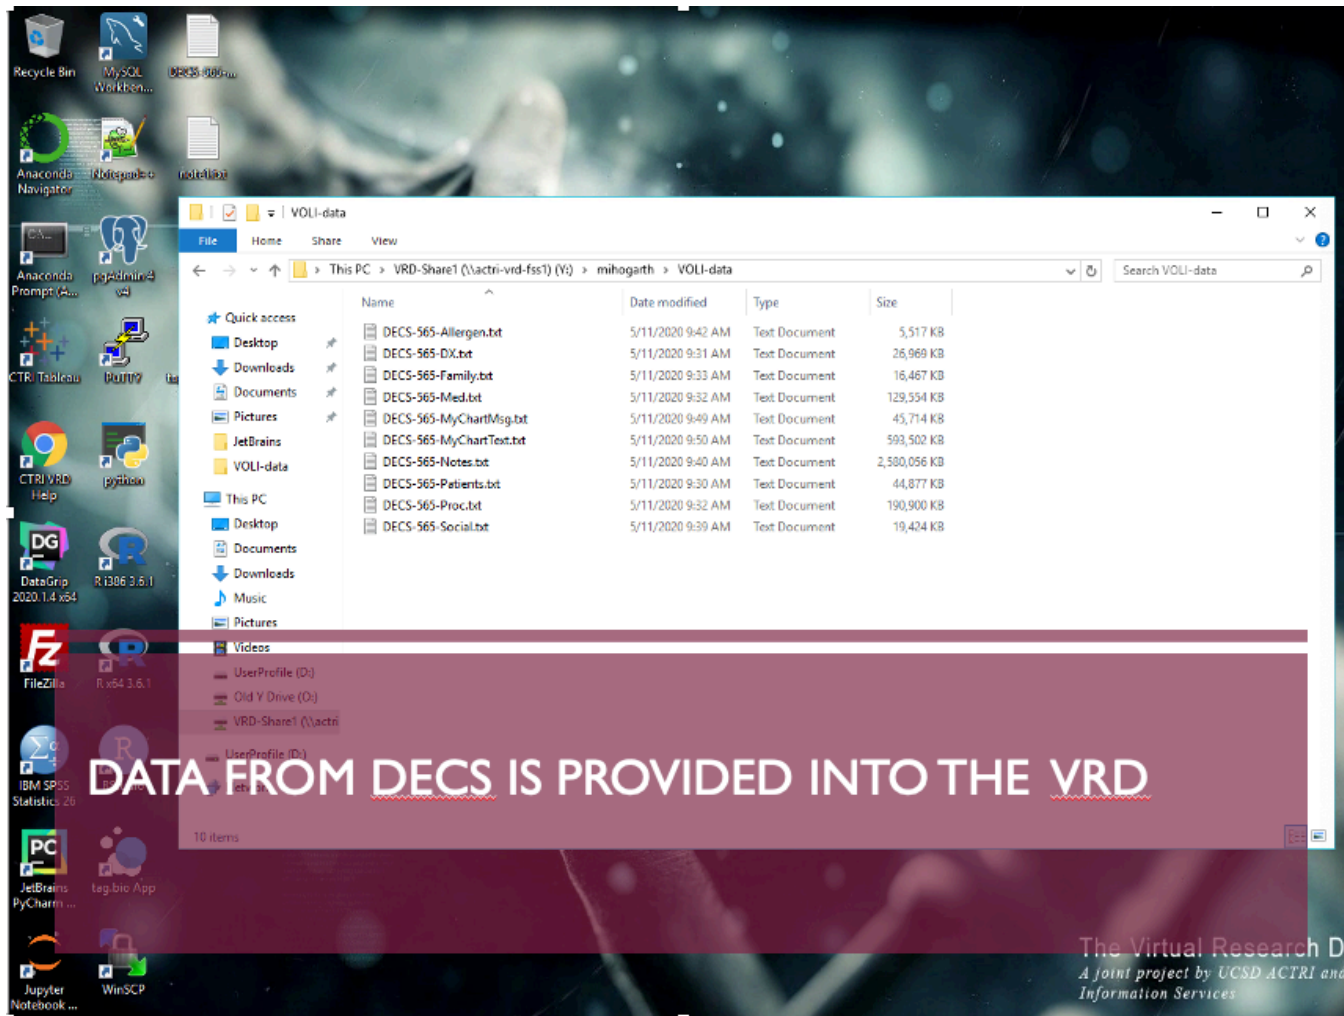 Recycle Bin
MySQL
Workben...
DECS-565-...
Anaconda
Navigator
Notepad++
Anaconda
Prompt (A...
pgAdmin 4
v4
CTRI Tableau
PuTTY
CTRI VRD
Help
python
DataGrip
2020.1.4 x64
R i386 3.6.1
FileZilla
R x64 3.6.1
IBM SPSS
Statistics 26
JetBrains
PyCharm ...
tag.bio App
Jupyter
Notebook ...
WinSCP
VOLI-data
File Home Share View
This PC > VRD-Share1 (\\actri-vrd-fss1) (Y:) > mihogarth > VOLI-data
Search VOLI-data
Quick access
Desktop
Downloads
Documents
Pictures
JetBrains
VOLI-data
This PC
Desktop
Documents
Downloads
Music
Pictures
Videos
UserProfile (D:)
Old Y Drive (O:)
VRD-Share1 (\\actri
UserProfile (D:)
Name Date modified Type Size
DECS-565-Allergen.txt 5/11/2020 9:42 AM Text Document 5,517 KB
DECS-565-DX.txt 5/11/2020 9:31 AM Text Document 26,969 KB
DECS-565-Family.txt 5/11/2020 9:33 AM Text Document 16,467 KB
DECS-565-Med.txt 5/11/2020 9:32 AM Text Document 129,554 KB
DECS-565-MyChartMsg.txt 5/11/2020 9:49 AM Text Document 45,714 KB
DECS-565-MyChartText.txt 5/11/2020 9:50 AM Text Document 593,502 KB
DECS-565-Notes.txt 5/11/2020 9:40 AM Text Document 2,580,056 KB
DECS-565-Patients.txt 5/11/2020 9:30 AM Text Document 44,877 KB
DECS-565-Proc.txt 5/11/2020 9:32 AM Text Document 190,900 KB
DECS-565-Social.txt 5/11/2020 9:39 AM Text Document 19,424 KB
DATA FROM DECS IS PROVIDED INTO THE VRD
10 items
The Virtual Research D
A joint project by UCSD ACTRI and
Information Services